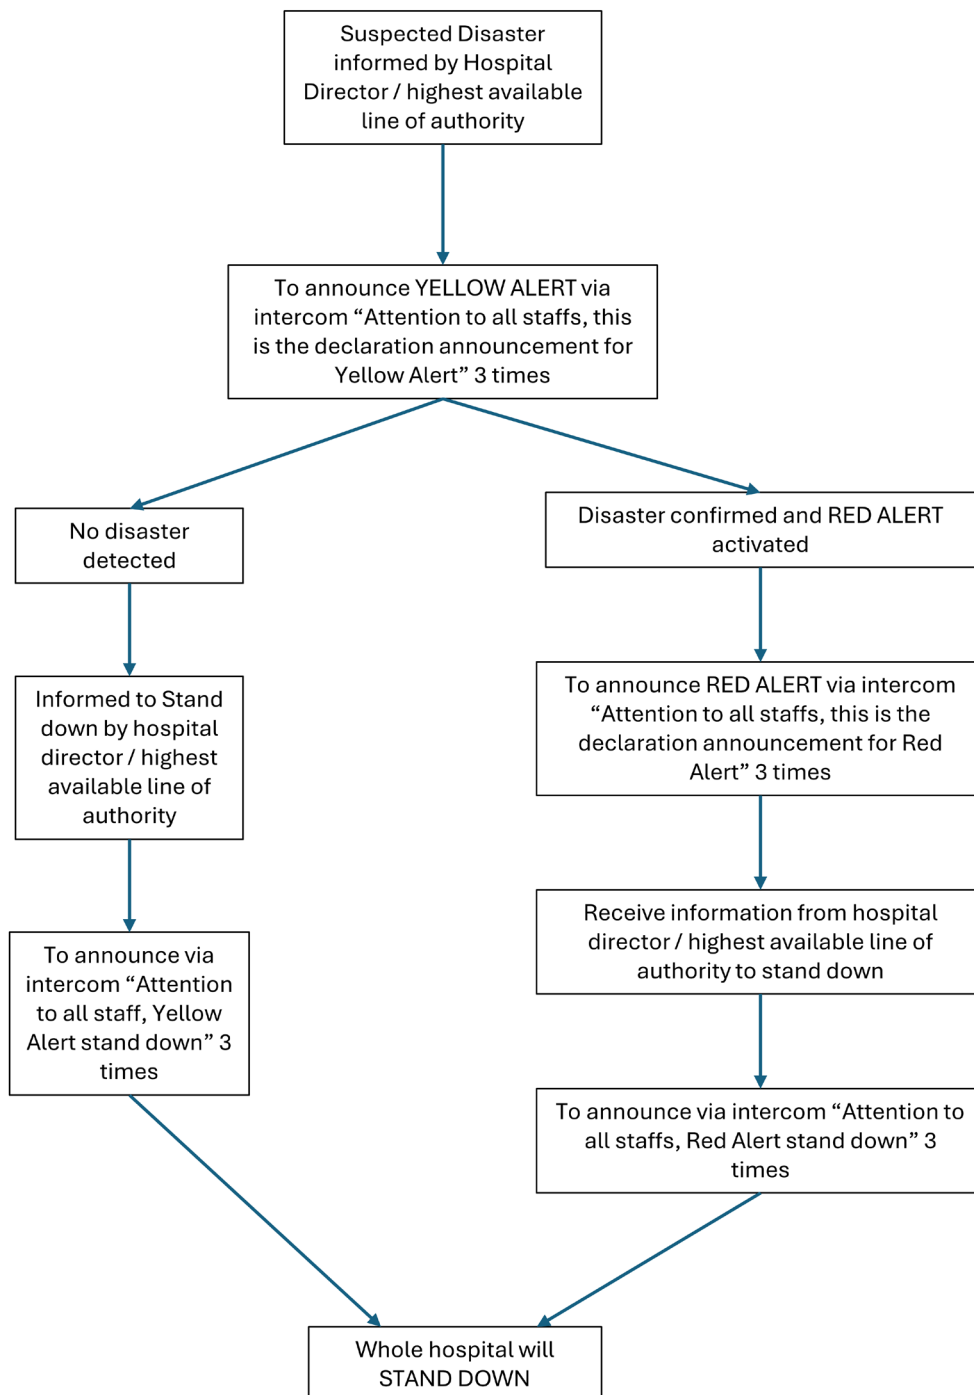 Suspected Disaster
informed by Hospital
Director / highest available
line of authority
To announce YELLOW ALERT via
intercom “Attention to all staffs, this
is the declaration announcement for
Yellow Alert” 3 times
No disaster
detected
Informed to Stand
down by hospital
director / highest
available line of
authority
To announce via
intercom “Attention
to all staff, Yellow
Alert stand down” 3
times
Disaster confirmed and RED ALERT
activated
To announce RED ALERT via intercom
“Attention to all staffs, this is the
declaration announcement for Red
Alert” 3 times
Receive information from hospital
director / highest available line of
authority to stand down
To announce via intercom “Attention to
all staffs, Red Alert stand down” 3
times
Whole hospital will
STAND DOWN